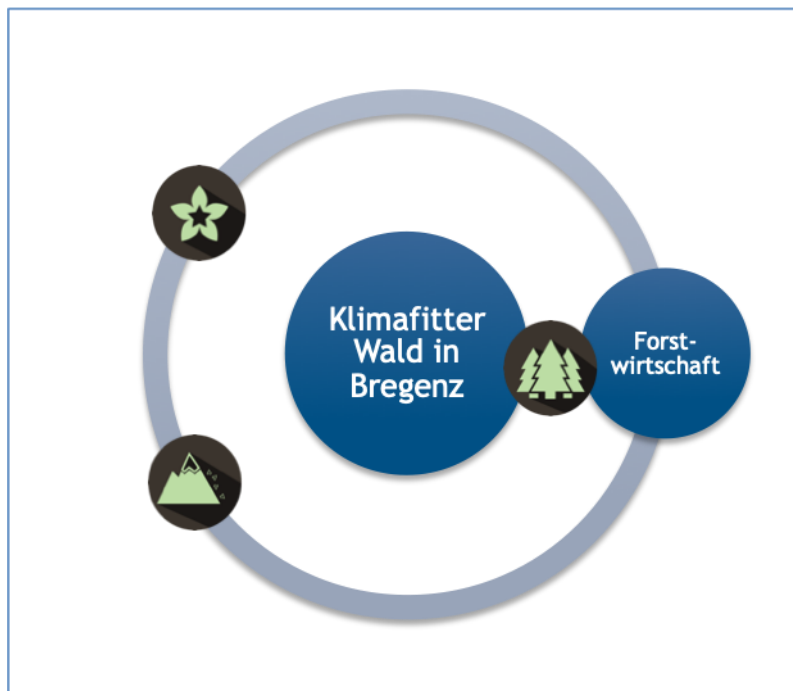 Klimafitter
Wald in
Bregenz
Forst-
wirtschaft